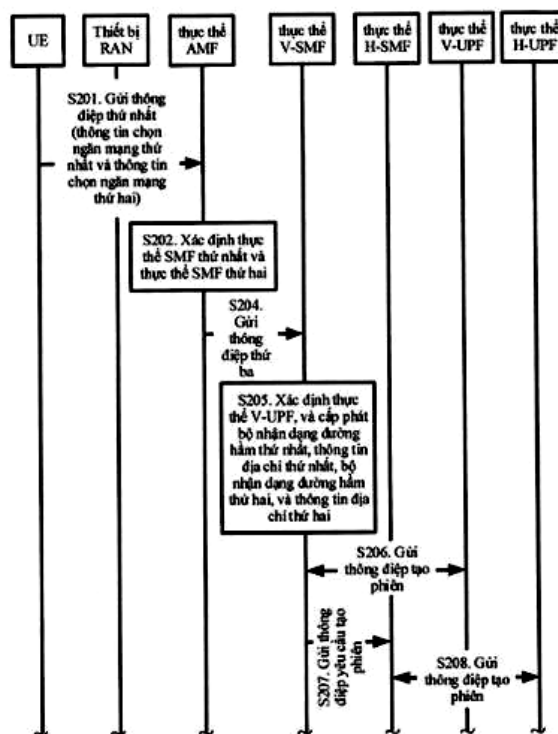 UE
Thiết bị
RAN
thực thể
AMF
thực thể
V-SMF
thực thể
H-SMF
thực thể
V-UPF
thực thể
H-UPF
S201. Gửi thông
điệp thứ nhất
(thông tin chọn
ngăn mạng thứ
nhất và thông tin
chọn ngăn mạng
thứ hai)
S202. Xác định thực
thể SMF thứ nhất và
thực thể SMF thứ hai
S204.
Gửi
thông
điệp thứ
ba
S205. Xác định thực
thể V-UPF, và cấp phát
bộ nhận dạng đường
hầm thứ nhất, thông tin
địa chỉ thứ nhất, bộ
nhận dạng đường hầm
thứ hai, và thông tin địa
chỉ thứ hai
S206. Gửi
thông điệp tạo
phiên
S207. Gửi thông
điệp yêu cầu tạo
phiên
S208. Gửi
thông điệp tạo
phiên